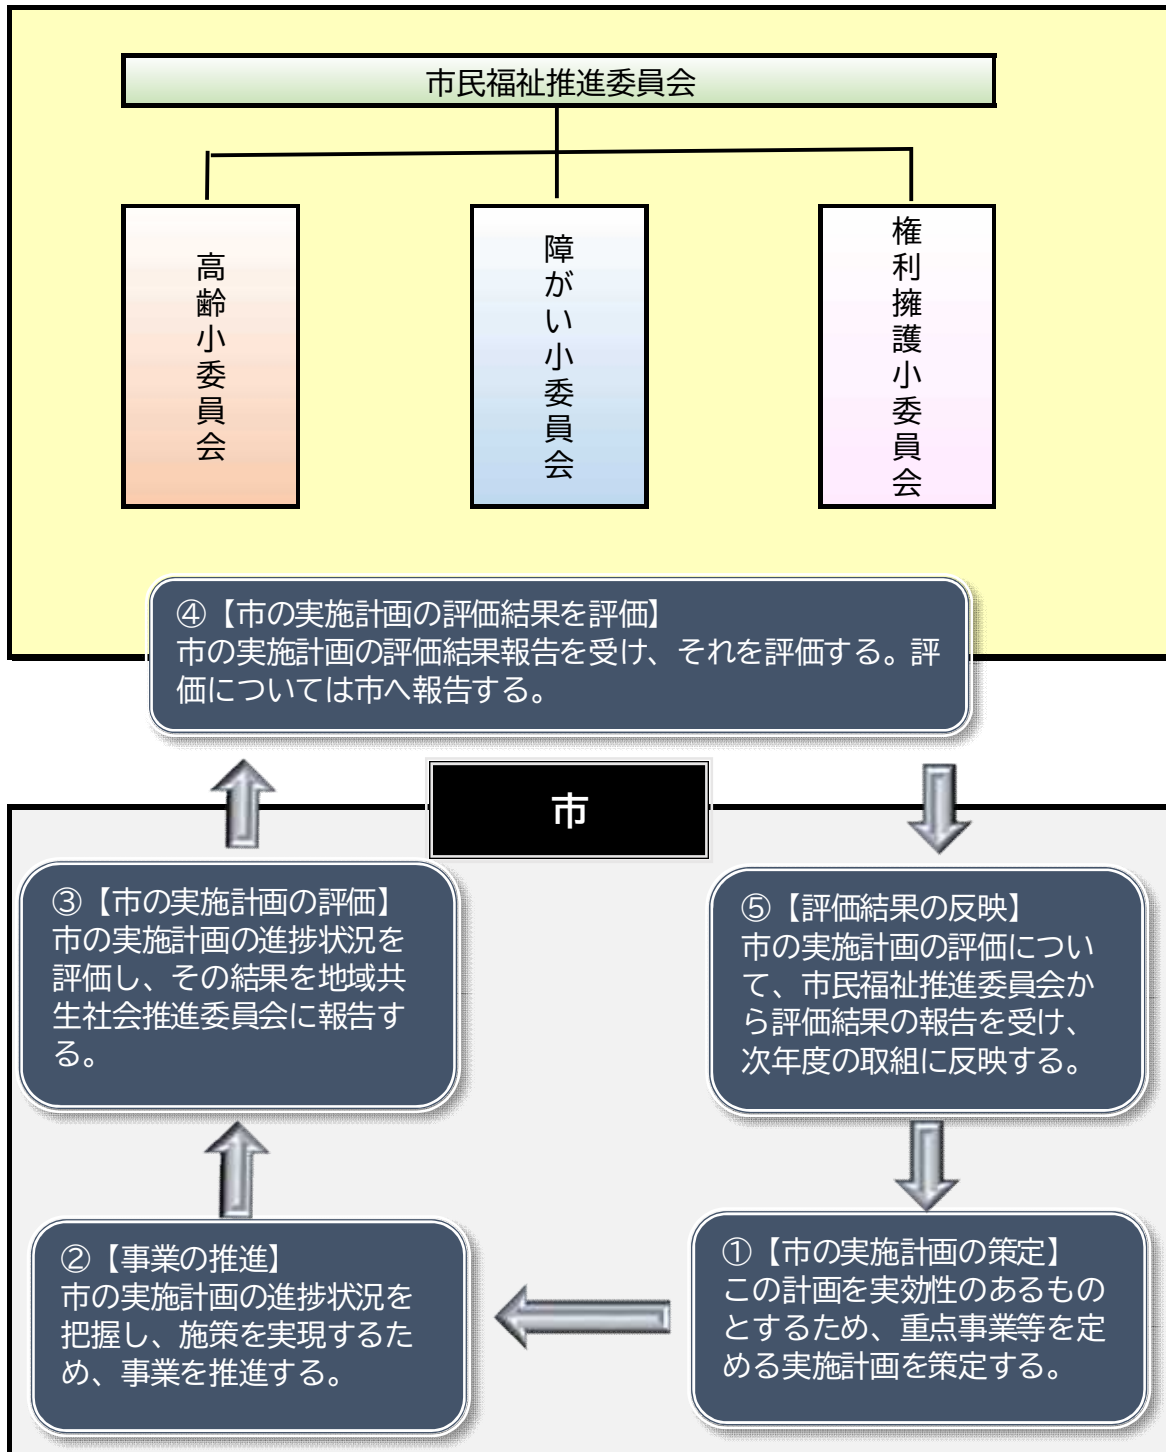 市民福祉推進委員会
高齢小委員会
障がい小委員会
権利擁護小委員会
④【市の実施計画の評価結果を評価】
市の実施計画の評価結果報告を受け、それを評価する。評
価については市へ報告する。
市
③【市の実施計画の評価】
市の実施計画の進捗状況を
評価し、その結果を地域共
生社会推進委員会に報告す
る。
⑤【評価結果の反映】
市の実施計画の評価につい
て、市民福祉推進委員会か
ら評価結果の報告を受け、
次年度の取組に反映する。
②【事業の推進】
市の実施計画の進捗状況を
把握し、施策を実現するた
め、事業を推進する。
①【市の実施計画の策定】
この計画を実効性のあるもの
とするため、重点事業等を定
める実施計画を策定する。